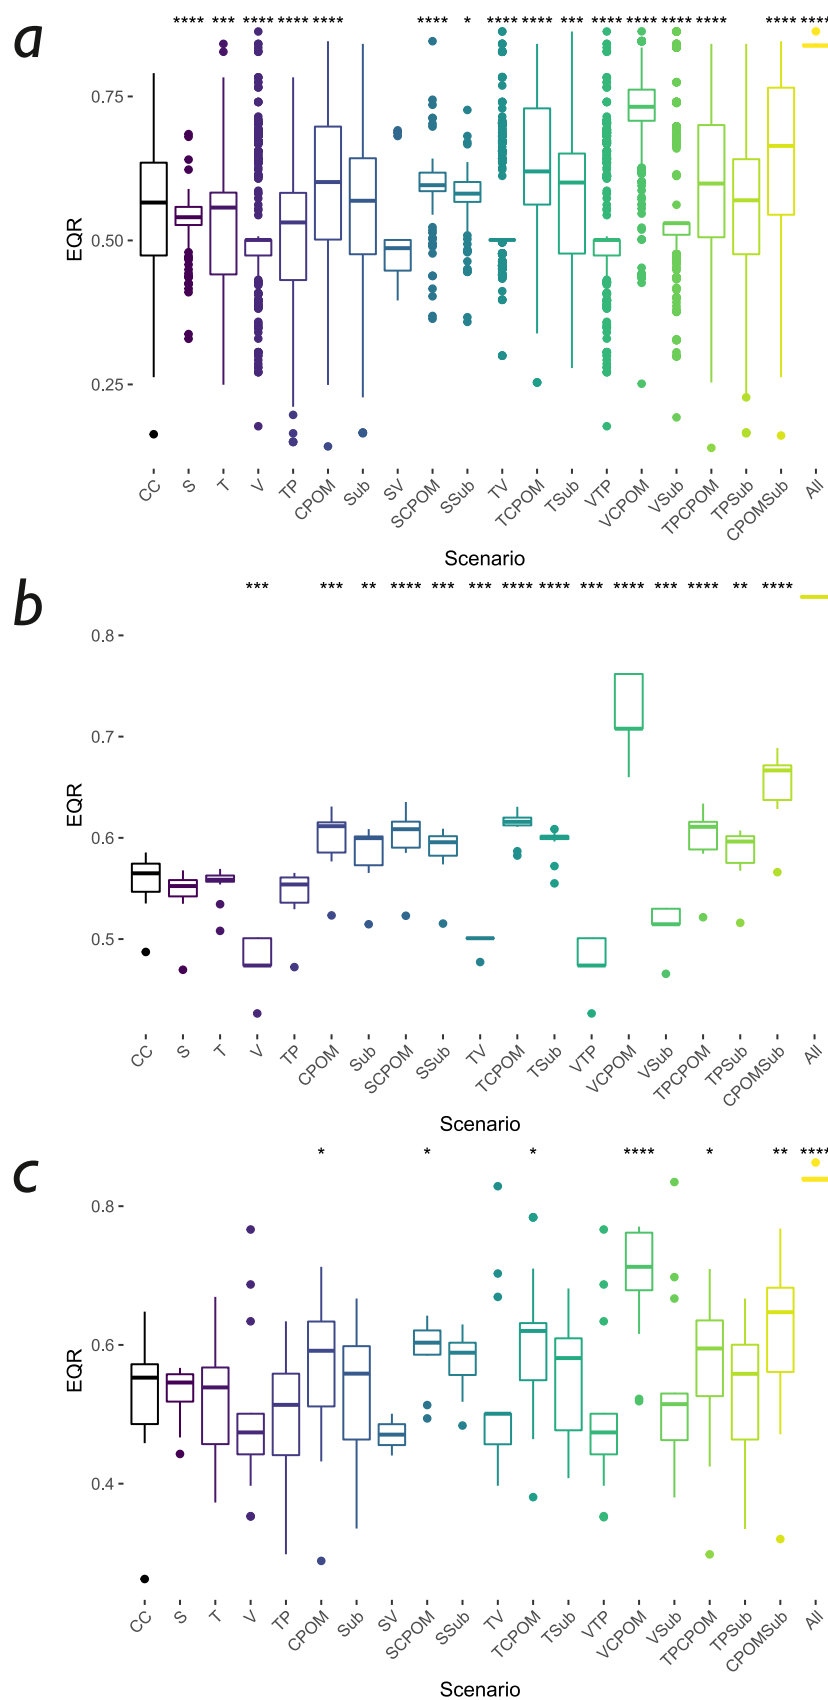 a
**** *** **** **** **** **** * **** **** *** **** **** **** **** **** ****
EQR
0.75
0.50
0.25
CC S T V TP CPOM Sub SV SCPOM SSub TV TCPOM TSub VTP VCPOM VSub TPCPOM TPSub CPOMSub All
Scenario
b
*** *** ** **** *** *** **** **** *** **** *** **** ** ****
EQR
0.8
0.7
0.6
0.5
CC S T V TP CPOM Sub SCPOM SSub TV TCPOM TSub VTP VCPOM VSub TPCPOM TPSub CPOMSub All
Scenario
c
* * * **** * ** ****
EQR
0.8
0.6
0.4
CC S T V TP CPOM Sub SV SCPOM SSub TV TCPOM TSub VTP VCPOM VSub TPCPOM TPSub CPOMSub All
Scenario